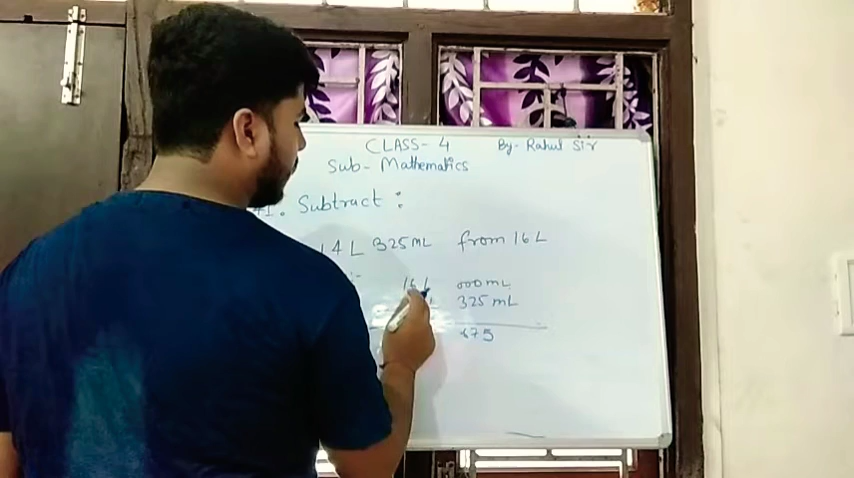 CLASS- 4 By- Rahul Sir
Sub- Mathematics
1. Subtract :
14 L 325 mL from 16 L
:-
16 L 000 mL
L 325 mL
675